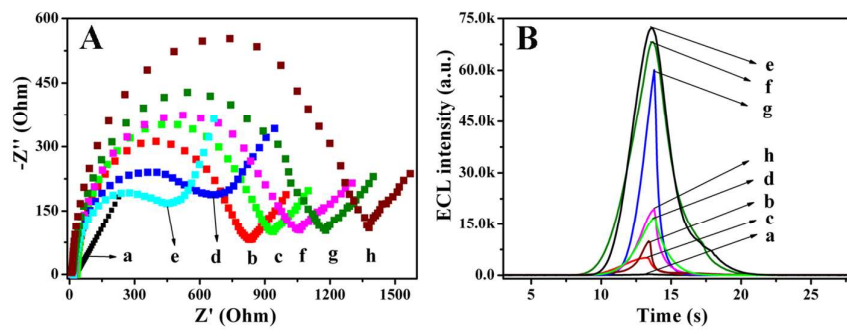 A
600
450
300
150
0
-Z'' (Ohm)
0 300 600 900 1200 1500
Z' (Ohm)
a e d b c f g h
B
75.0k
60.0k
45.0k
30.0k
15.0k
0.0
ECL intensity (a.u.)
5 10 15 20 25
Time (s)
e
f
g
h
d
b
c
a